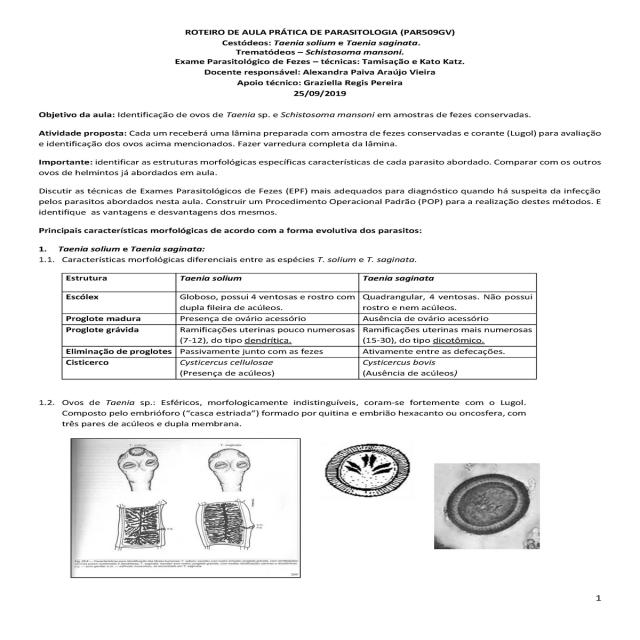 ROTEIRO DE AULA PRÁTICA DE PARASITOLOGIA (PAR509GV)
Cestódeos: Taenia solium e Taenia saginata.
Trematódeos – Schistosoma mansoni.
Exame Parasitológico de Fezes – técnicas: Tamisação e Kato Katz.
Docente responsável: Alexandra Paiva Araújo Vieira
Apoio técnico: Graziella Regis Pereira
25/09/2019
Objetivo da aula: Identificação de ovos de Taenia sp. e Schistosoma mansoni em amostras de fezes conservadas.
Atividade proposta: Cada um receberá uma lâmina preparada com amostra de fezes conservadas e corante (Lugol) para avaliação
e identificação dos ovos acima mencionados. Fazer varredura completa da lâmina.
Importante: identificar as estruturas morfológicas específicas características de cada parasito abordado. Comparar com os outros
ovos de helmintos já abordados em aula.
Discutir as técnicas de Exames Parasitológicos de Fezes (EPF) mais adequados para diagnóstico quando há suspeita da infecção
pelos parasitos abordados nesta aula. Construir um Procedimento Operacional Padrão (POP) para a realização destes métodos. E
identifique as vantagens e desvantagens dos mesmos.
Principais características morfológicas de acordo com a forma evolutiva dos parasitos:
1. Taenia solium e Taenia saginata:
1.1. Características morfológicas diferenciais entre as espécies T. solium e T. saginata.
Estrutura Taenia solium Taenia saginata
Escólex Globoso, possui 4 ventosas e rostro com Quadrangular, 4 ventosas. Não possui
dupla fileira de acúleos. rostro e nem acúleos.
Proglote madura Presença de ovário acessório Ausência de ovário acessório
Proglote grávida Ramificações uterinas pouco numerosas Ramificações uterinas mais numerosas
(7-12), do tipo dendrítica. (15-30), do tipo dicotômico.
Eliminação de proglotes Passivamente junto com as fezes Ativamente entre as defecações.
Cisticerco Cysticercus cellulosae Cysticercus bovis
(Presença de acúleos) (Ausência de acúleos)
1.2. Ovos de Taenia sp.: Esféricos, morfologicamente indistinguíveis, coram-se fortemente com o Lugol.
Composto pelo embrióforo ("casca estriada") formado por quitina e embrião hexacanto ou oncosfera, com
três pares de acúleos e dupla membrana.
T. solium T. saginata
1